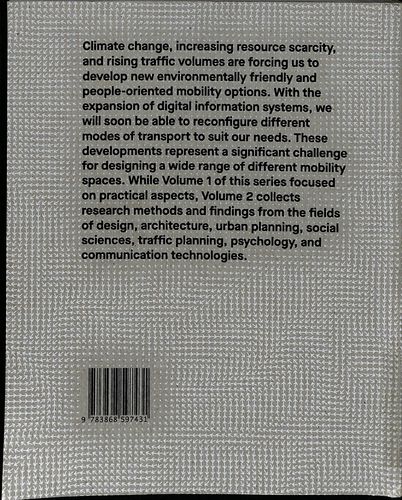 Climate change, increasing resource scarcity,
and rising traffic volumes are forcing us to
develop new environmentally friendly and
people-oriented mobility options. With the
expansion of digital information systems, we
will soon be able to reconfigure different
modes of transport to suit our needs. These
developments represent a significant challenge
for designing a wide range of different mobility
spaces. While Volume 1 of this series focused
on practical aspects, Volume 2 collects
research methods and findings from the fields
of design, architecture, urban planning, social
sciences, traffic planning, psychology, and
communication technologies.
9 783868 597431